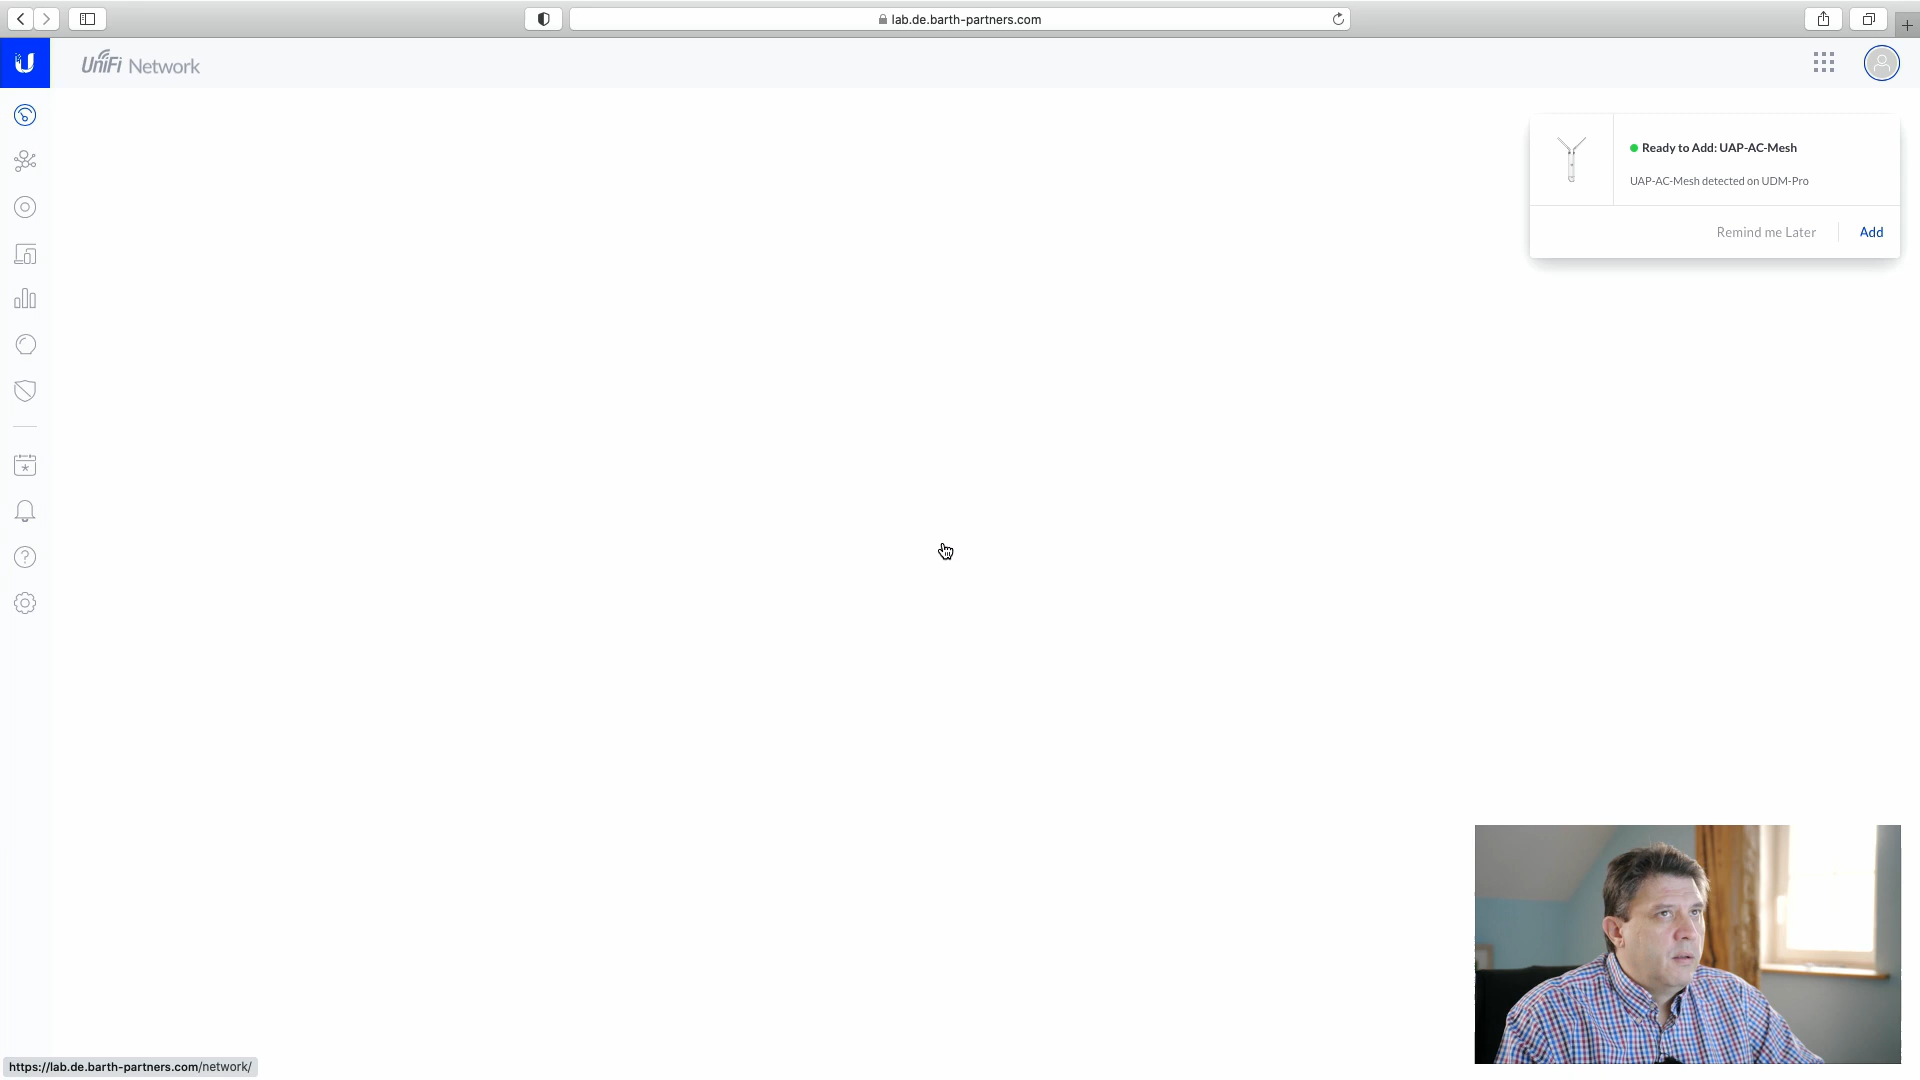 lab.de.barth-partners.com
UniFi Network
Ready to Add: UAP-AC-Mesh
UAP-AC-Mesh detected on UDM-Pro
Remind me Later
Add
https://lab.de.barth-partners.com/network/